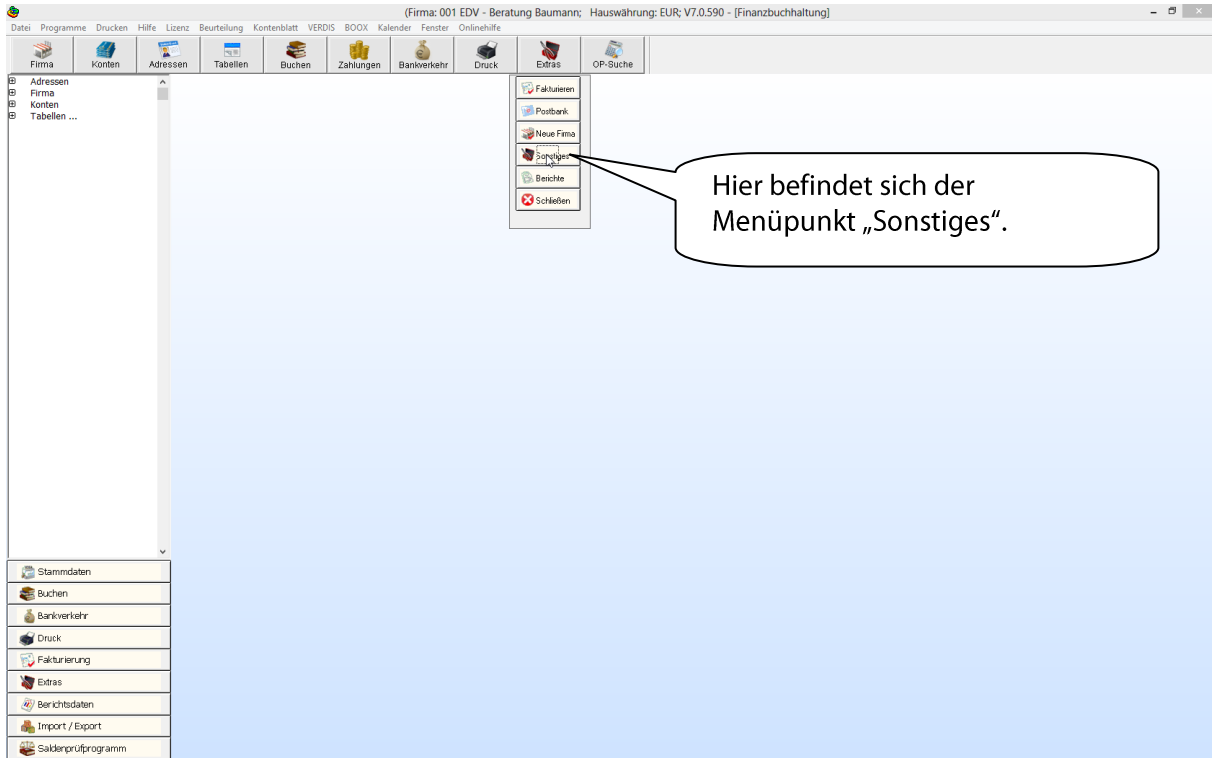 (Firma: 001 EDV - Beratung Baumann;   Hauswährung: EUR; V7.0.590 - [Finanzbuchhaltung]
Datei Programme Drucken Hilfe Lizenz Beurteilung Kontenblatt VERDIS BOOX Kalender Fenster Onlinehilfe
Firma Konten Adressen Tabellen Buchen Zahlungen Bankverkehr Druck Extras OP-Suche
Adressen
Firma
Konten
Tabellen ...
Fakturieren
Postbank
Neue Firma
Sonstiges
Berichte
Schließen
Hier befindet sich der
Menüpunkt „Sonstiges“.
Stammdaten
Buchen
Bankverkehr
Druck
Fakturierung
Extras
Berichtsdaten
Import / Export
Saldenprüfprogramm